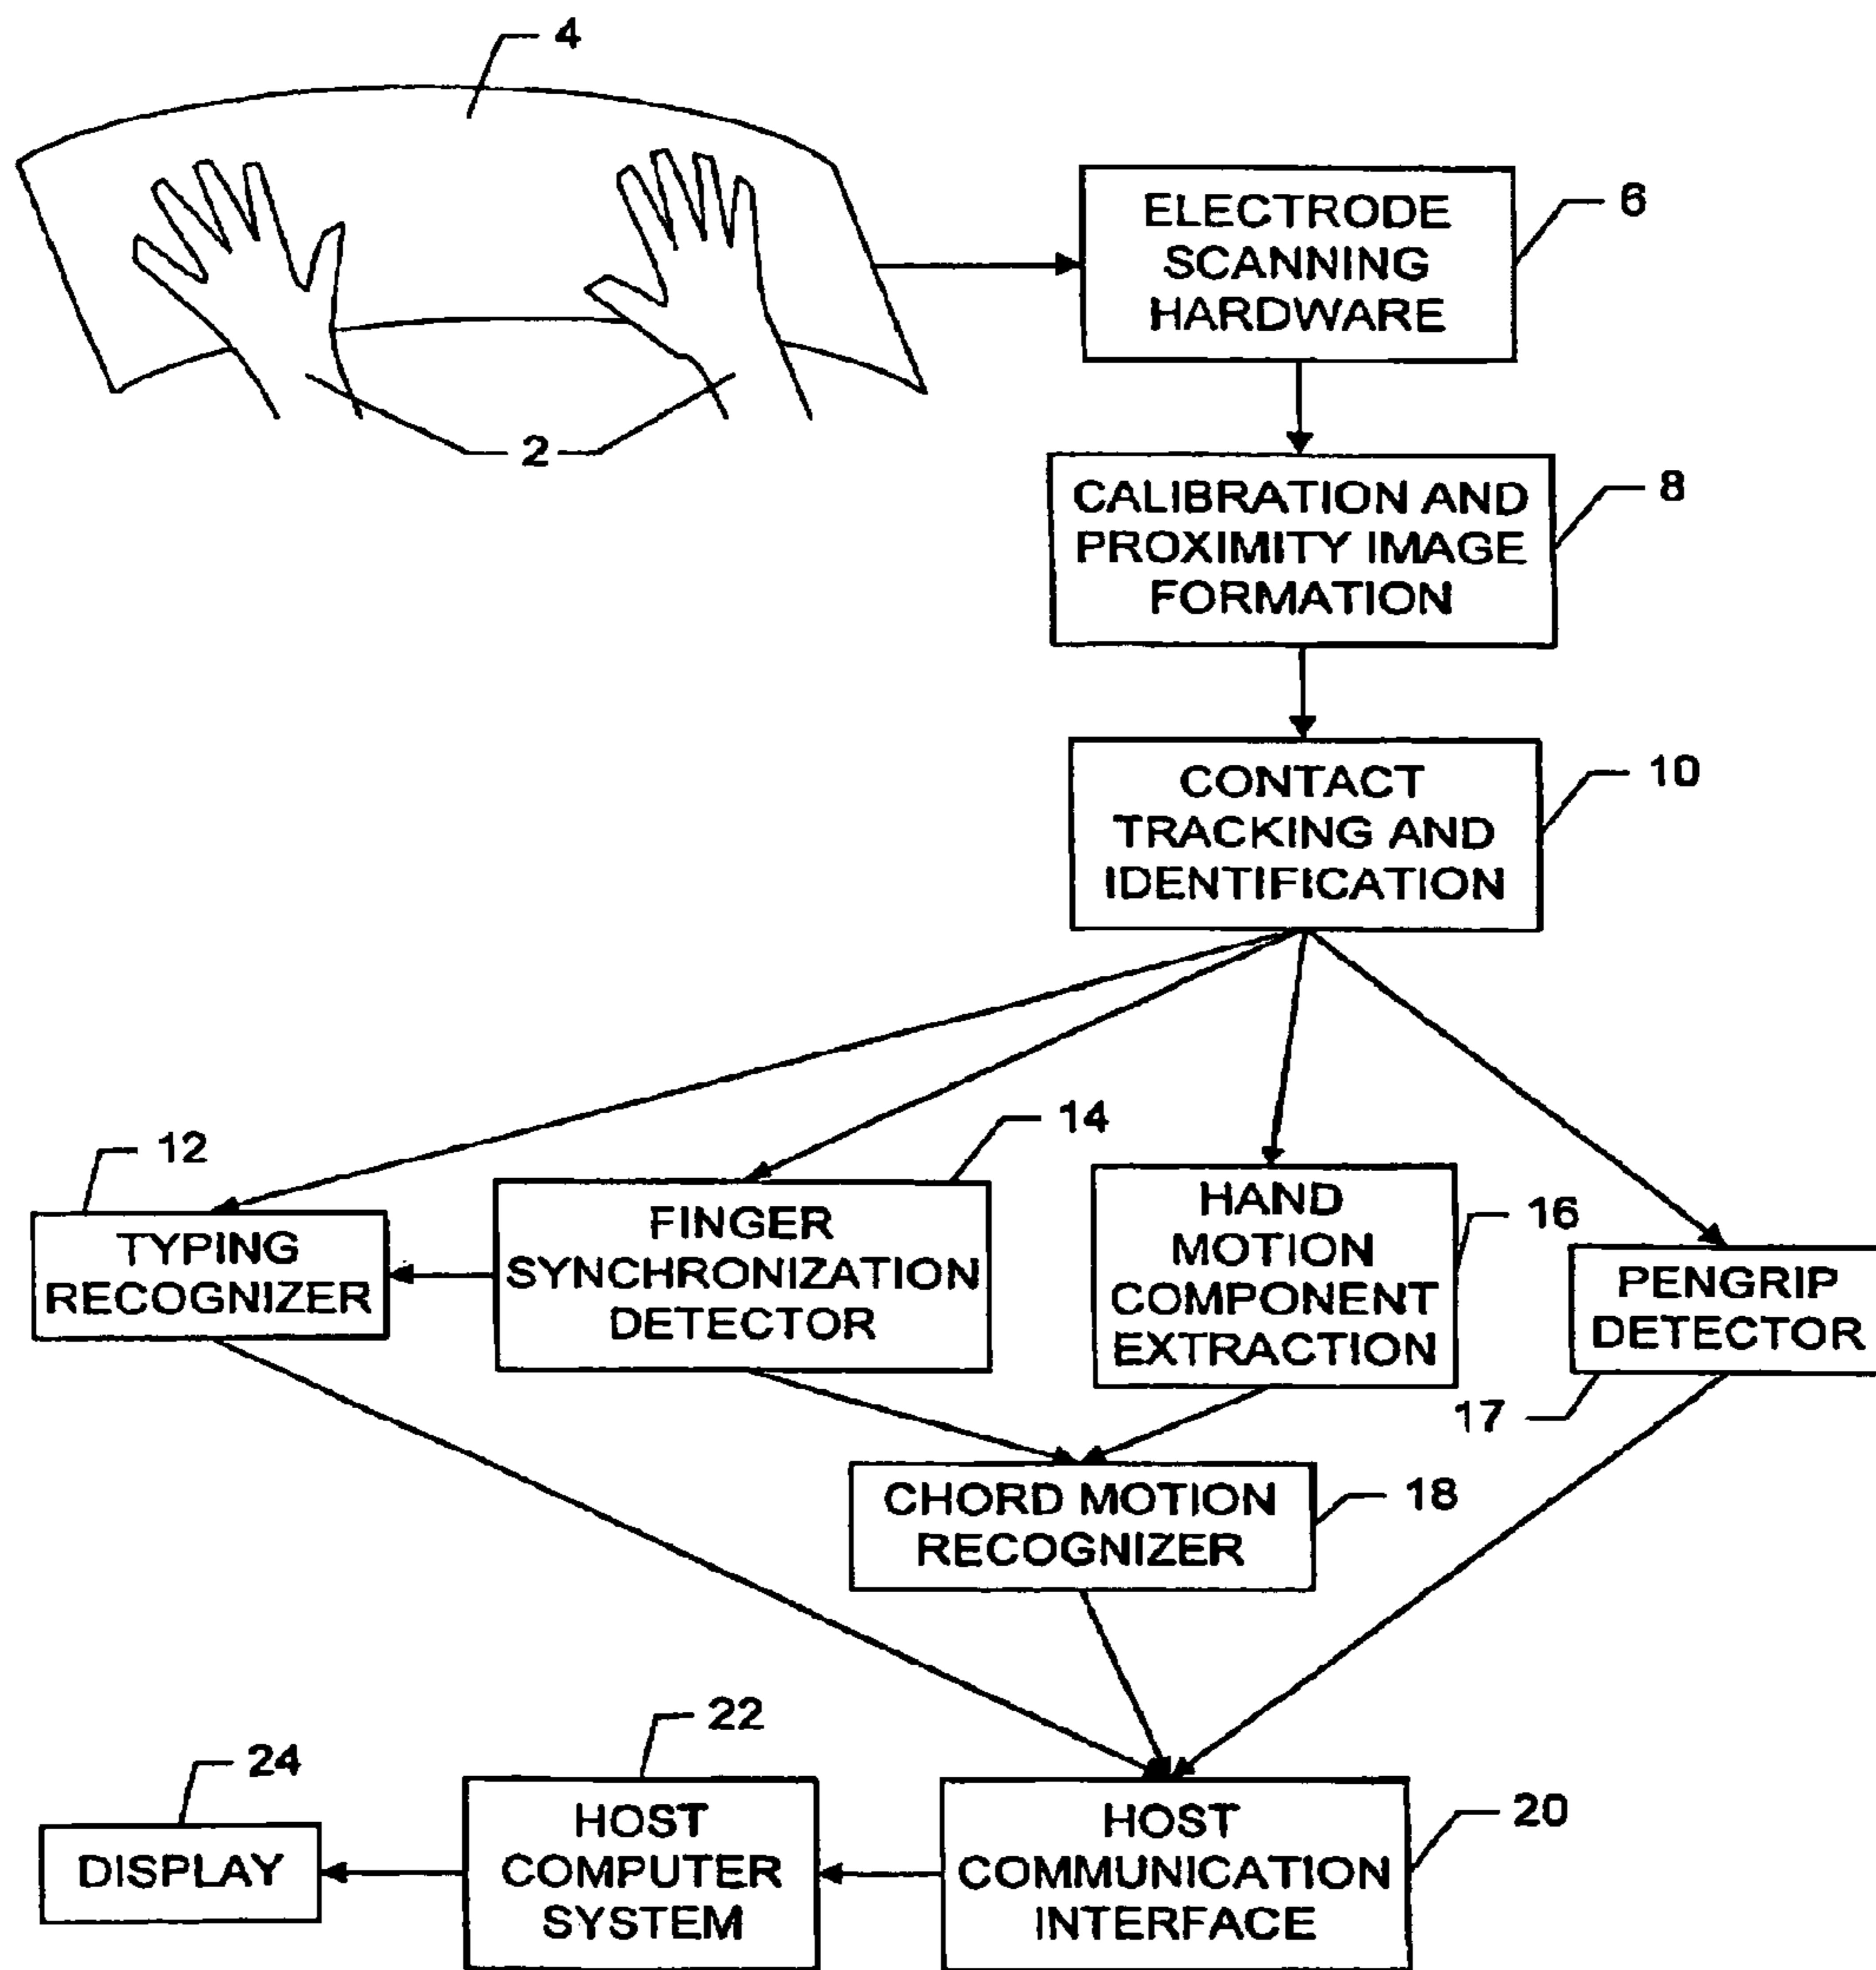 4
2
ELECTRODE
SCANNING
HARDWARE
6
CALIBRATION AND
PROXIMITY IMAGE
FORMATION
8
CONTACT
TRACKING AND
IDENTIFICATION
10
12
TYPING
RECOGNIZER
14
FINGER
SYNCHRONIZATION
DETECTOR
HAND
MOTION
COMPONENT
EXTRACTION
16
PENGRIP
DETECTOR
17
CHORD MOTION
RECOGNIZER
18
24
DISPLAY
22
HOST
COMPUTER
SYSTEM
HOST
COMMUNICATION
INTERFACE
20